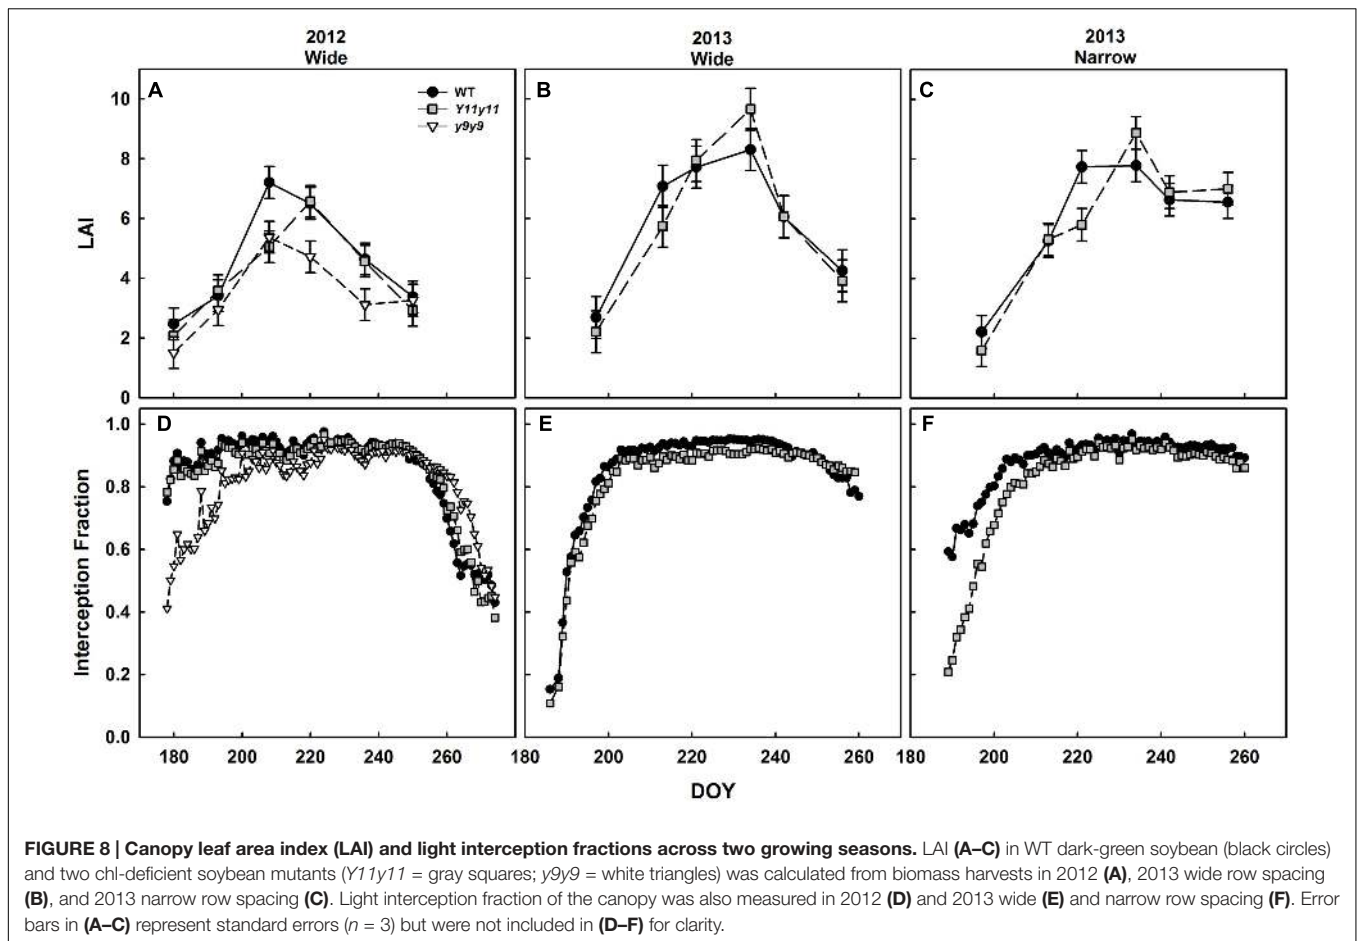 2012
Wide
2013
Wide
2013
Narrow
A
WT
Y11y11
y9y9
B
C
LAI
10
8
6
4
2
0
D
E
F
Interception Fraction
1.0
0.8
0.6
0.4
0.2
0.0
180 200 220 240 260
200 220 240 260
180 200 220 240 260
DOY
FIGURE 8 | Canopy leaf area index (LAI) and light interception fractions across two growing seasons. LAI (A–C) in WT dark-green soybean (black circles)
and two chl-deficient soybean mutants (Y11y11 = gray squares; y9y9 = white triangles) was calculated from biomass harvests in 2012 (A), 2013 wide row spacing
(B), and 2013 narrow row spacing (C). Light interception fraction of the canopy was also measured in 2012 (D) and 2013 wide (E) and narrow row spacing (F). Error
bars in (A–C) represent standard errors (n = 3) but were not included in (D–F) for clarity.